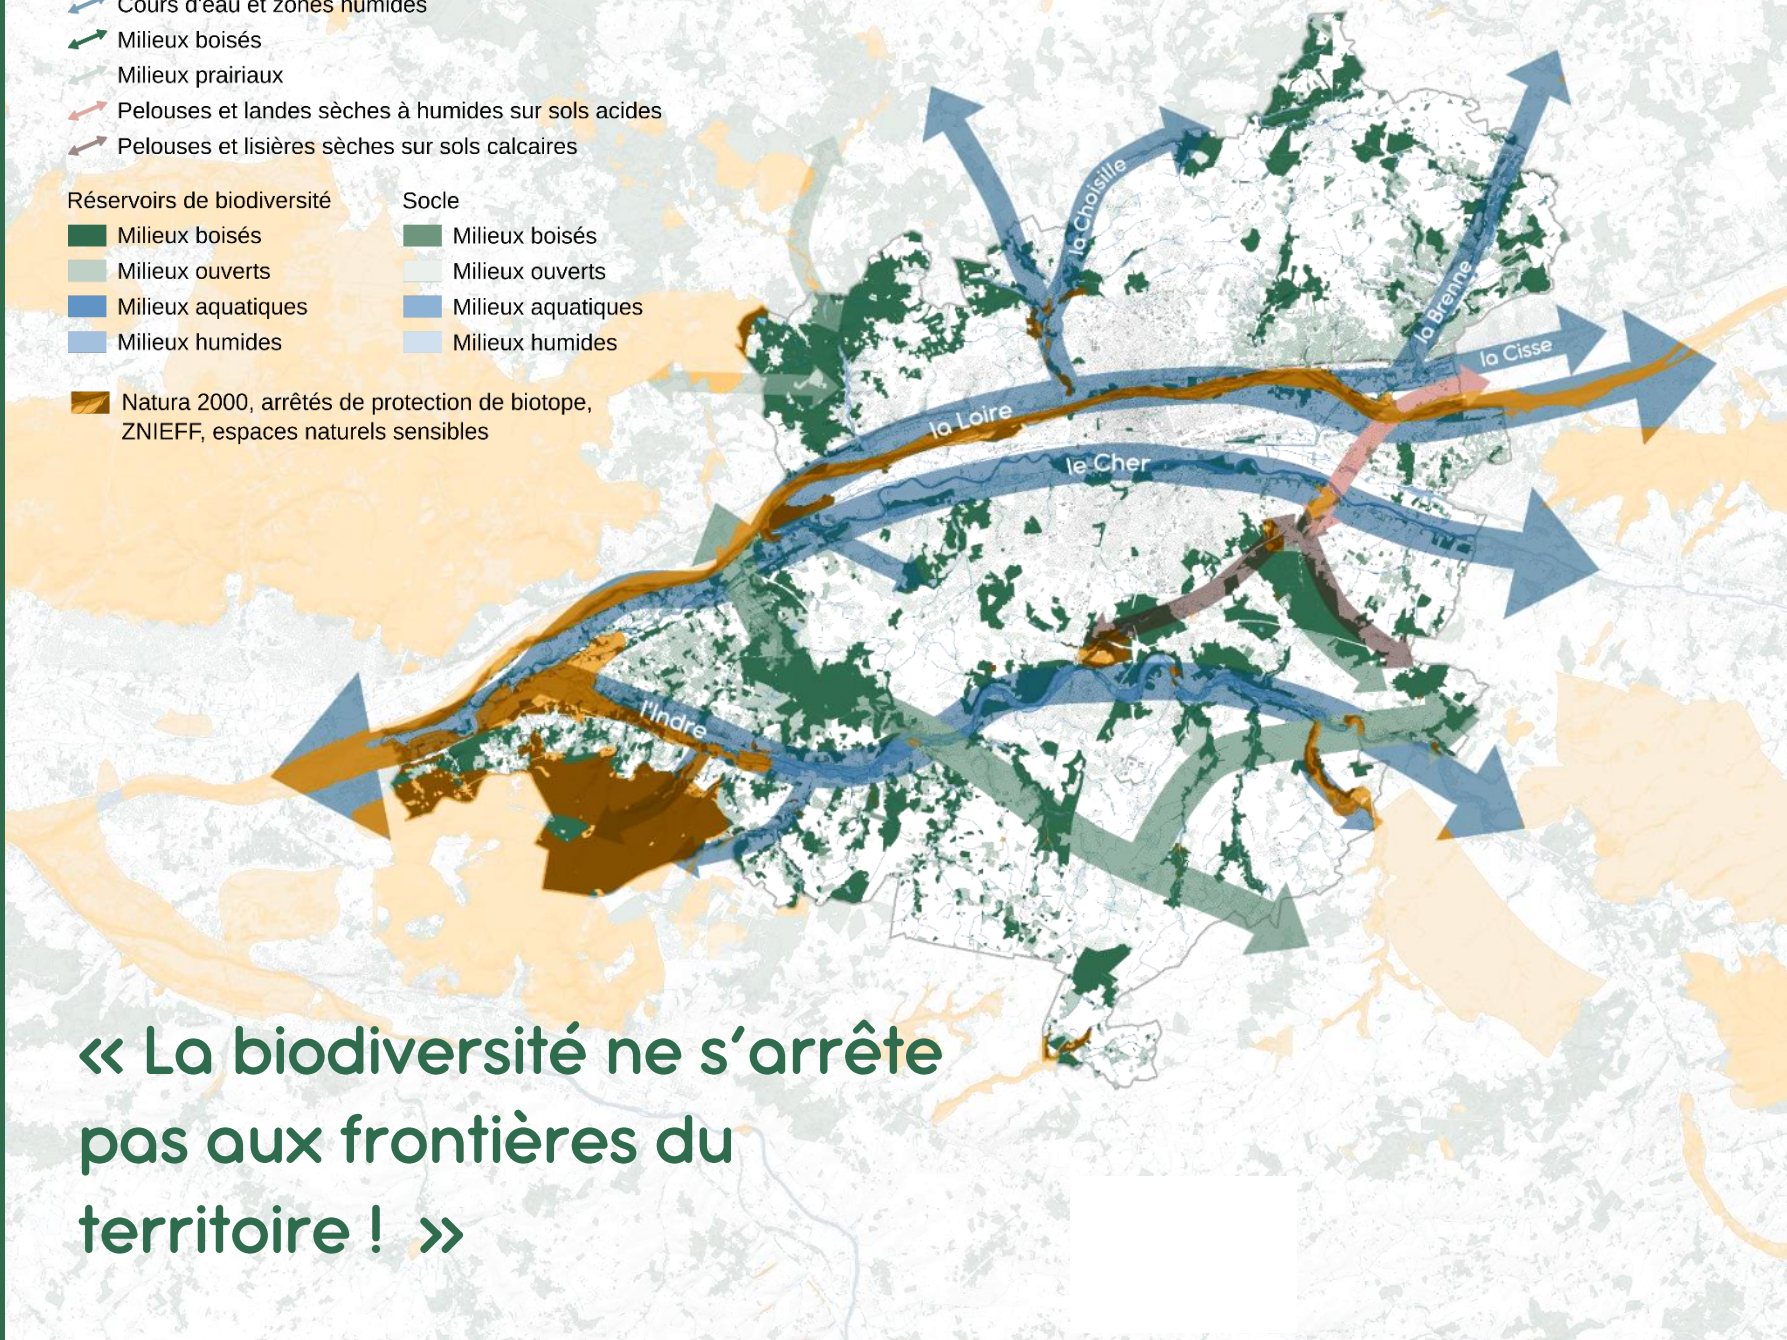 Cours d'eau et zones humides
Milieux boisés
Milieux prairiaux
Pelouses et landes sèches à humides sur sols acides
Pelouses et lisières sèches sur sols calcaires
Réservoirs de biodiversité
Milieux boisés
Milieux ouverts
Milieux aquatiques
Milieux humides
Socle
Milieux boisés
Milieux ouverts
Milieux aquatiques
Milieux humides
Natura 2000, arrêtés de protection de biotope,
ZNIEFF, espaces naturels sensibles
la Choisille
la Brenne
la Cisse
la Loire
le Cher
l'Indre
« La biodiversité ne s’arrête
pas aux frontières du
territoire ! »